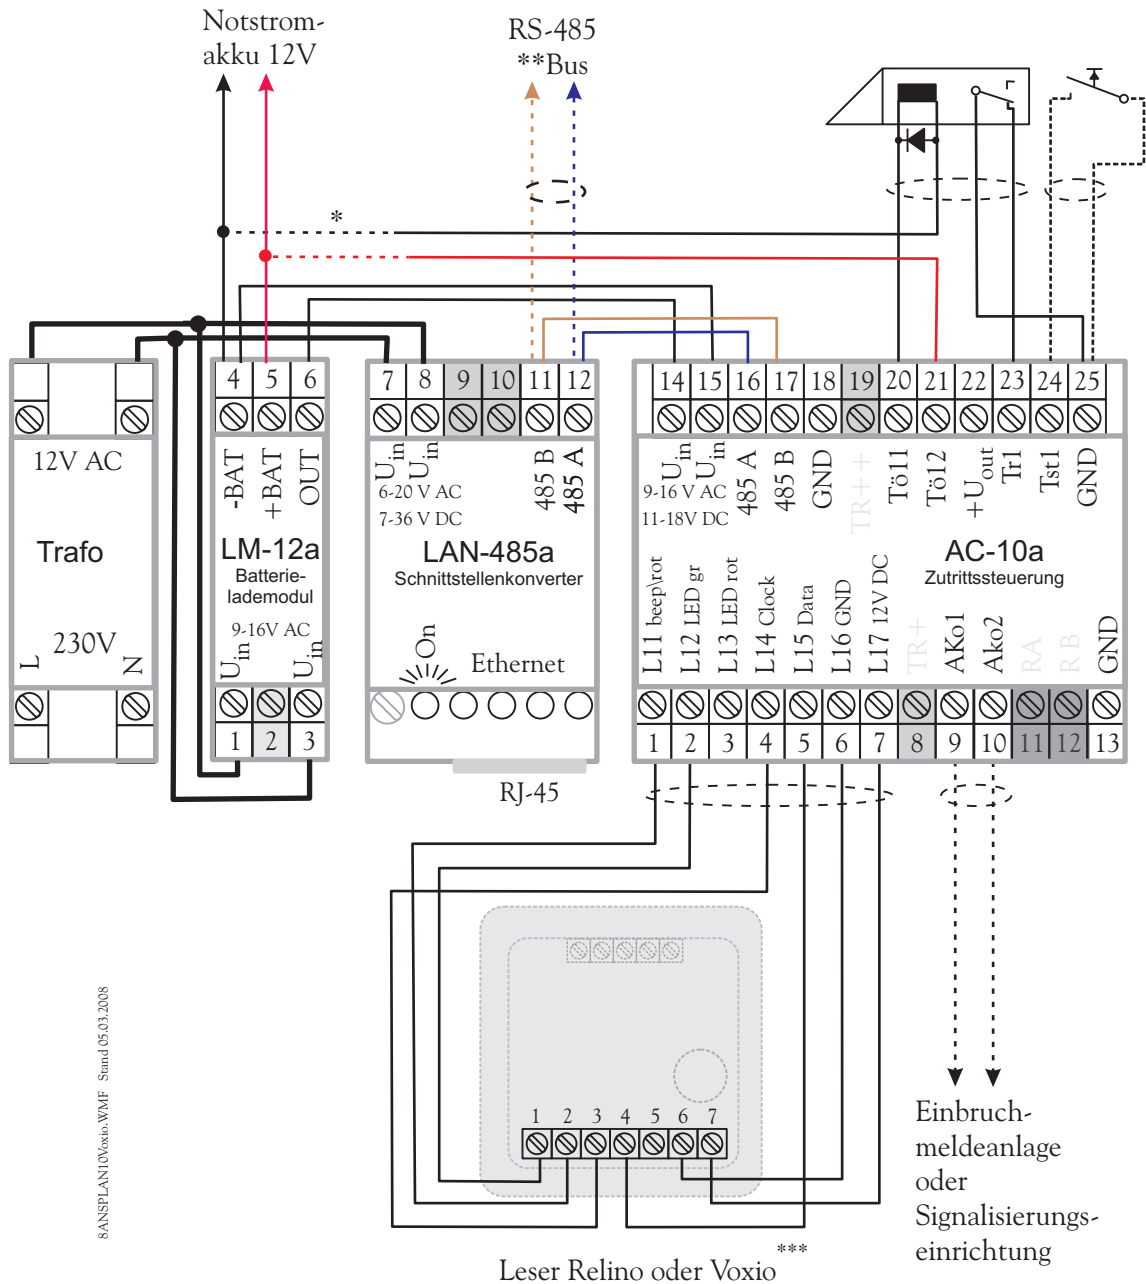 Notstrom-
akku 12V
RS-485
**Bus
*
4 5 6
7 8 9 10 11 12
14 15 16 17 18 19 20 21 22 23 24 25
12V AC
-BAT
+BAT
OUT
Uin
Uin
6-20 V AC
7-36 V DC
485 B
485 A
Uin
Uin
9-16 V AC
11-18V DC
485 A
485 B
GND
TR++
Töl1
Töl2
+Uout
Tr1
Tst1
GND
Trafo
LM-12a
Batterie-
lademodul
LAN-485a
Schnittstellenkonverter
AC-10a
Zutrittssteuerung
L
230V
N
9-16V AC
Uin
Uin
On
Ethernet
L11 beep\rot
L12 LED gr
L13 LED rot
L14 Clock
L15 Data
L16 GND
L17 12V DC
TR+
AKo1
Ako2
RA
R B
GND
1 2 3
1 2 3 4 5 6 7 8 9 10 11 12 13
RJ-45
1 2 3 4 5 6 7
Einbruch-
meldeanlage
oder
Signalisierungs-
einrichtung
Leser Relino oder Voxio ***
8ANSPLAN10Voxio.WMF Stand 05.03.2008